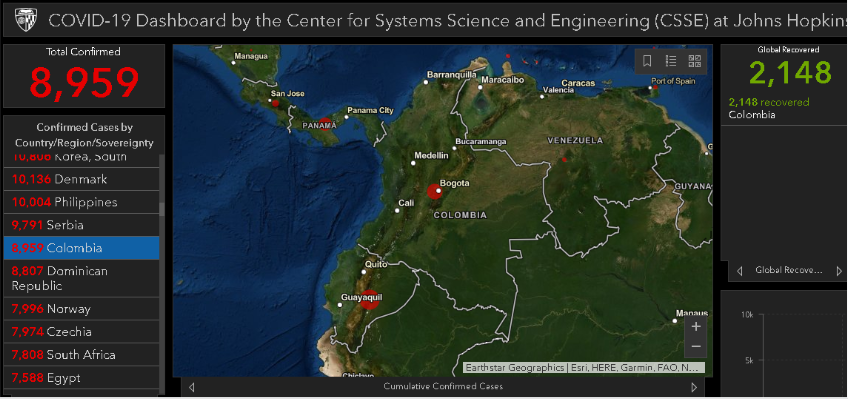 COVID-19 Dashboard by the Center for Systems Science and Engineering (CSSE) at Johns Hopkins
Total Confirmed
8,959
Confirmed Cases by
Country/Region/Sovereignty
10,806 Korea, South
10,136 Denmark
10,004 Philippines
9,791 Serbia
8,959 Colombia
8,807 Dominican
Republic
7,996 Norway
7,974 Czechia
7,808 South Africa
7,588 Egypt
Managua
Barranquilla
Maracaibo
Caracas
Valencia
Port of Spain
San Jose
Panama City
PANAMA
Bucaramanga
VENEZUELA
Medellin
GUYANA
Bogota
Cali
COLOMBIA
Quito
Guayaquil
Manaus
Chiclayo
+
−
Earthstar Geographics | Esri, HERE, Garmin, FAO, N...
Cumulative Confirmed Cases
Global Recovered
2,148
2,148 recovered
Colombia
Global Recove...
10k
5k